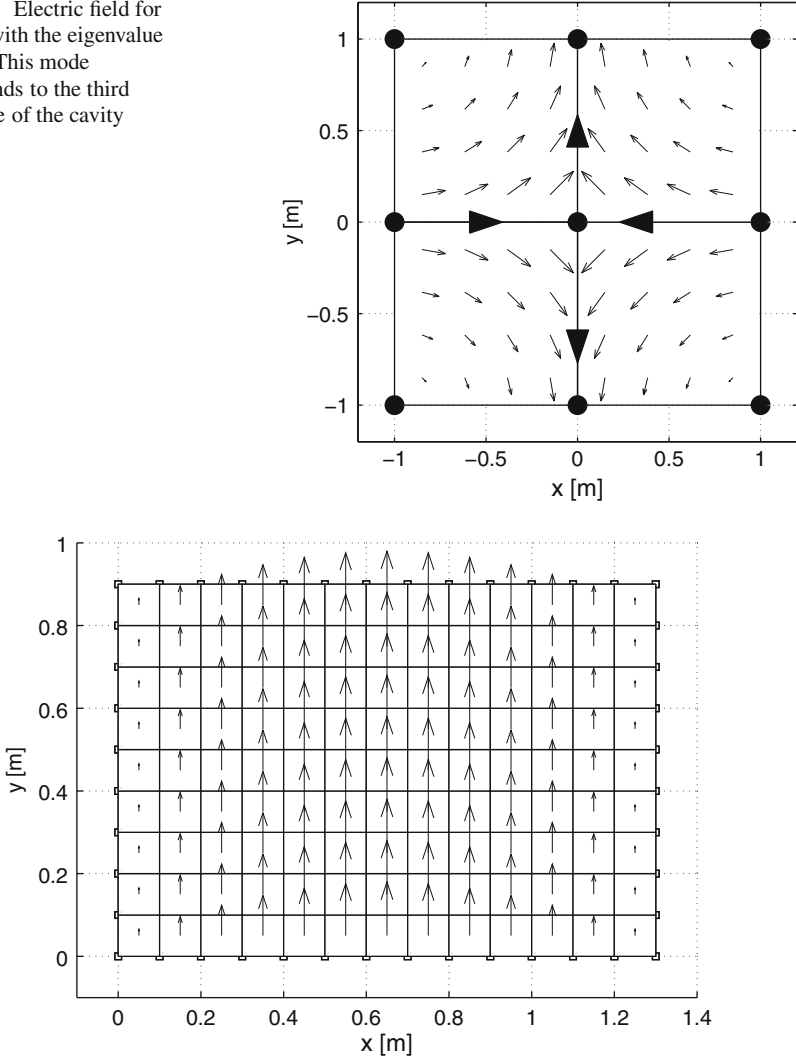 Electric field for
with the eigenvalue
This mode
nds to the third
e of the cavity
1
0.5
0
−0.5
−1
y [m]
−1 −0.5 0 0.5 1
x [m]
1
0.8
0.6
0.4
0.2
0
y [m]
0 0.2 0.4 0.6 0.8 1 1.2 1.4
x [m]